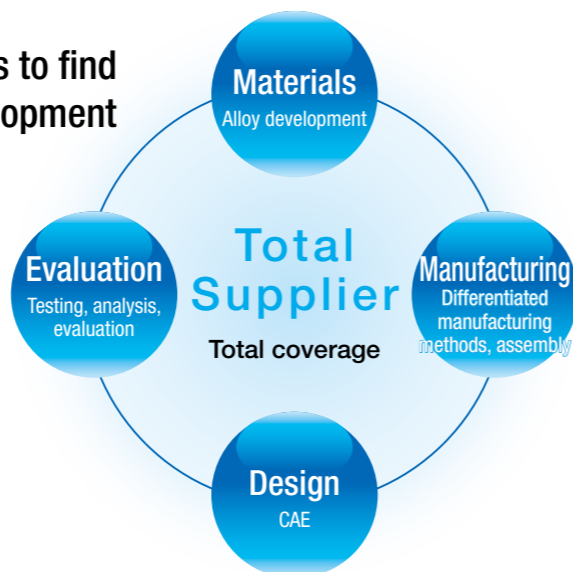 s to find
opment
Materials
Alloy development
Evaluation
Testing, analysis,
evaluation
Total
Supplier
Total coverage
Manufacturing
Differentiated
manufacturing
methods, assembly
Design
CAE